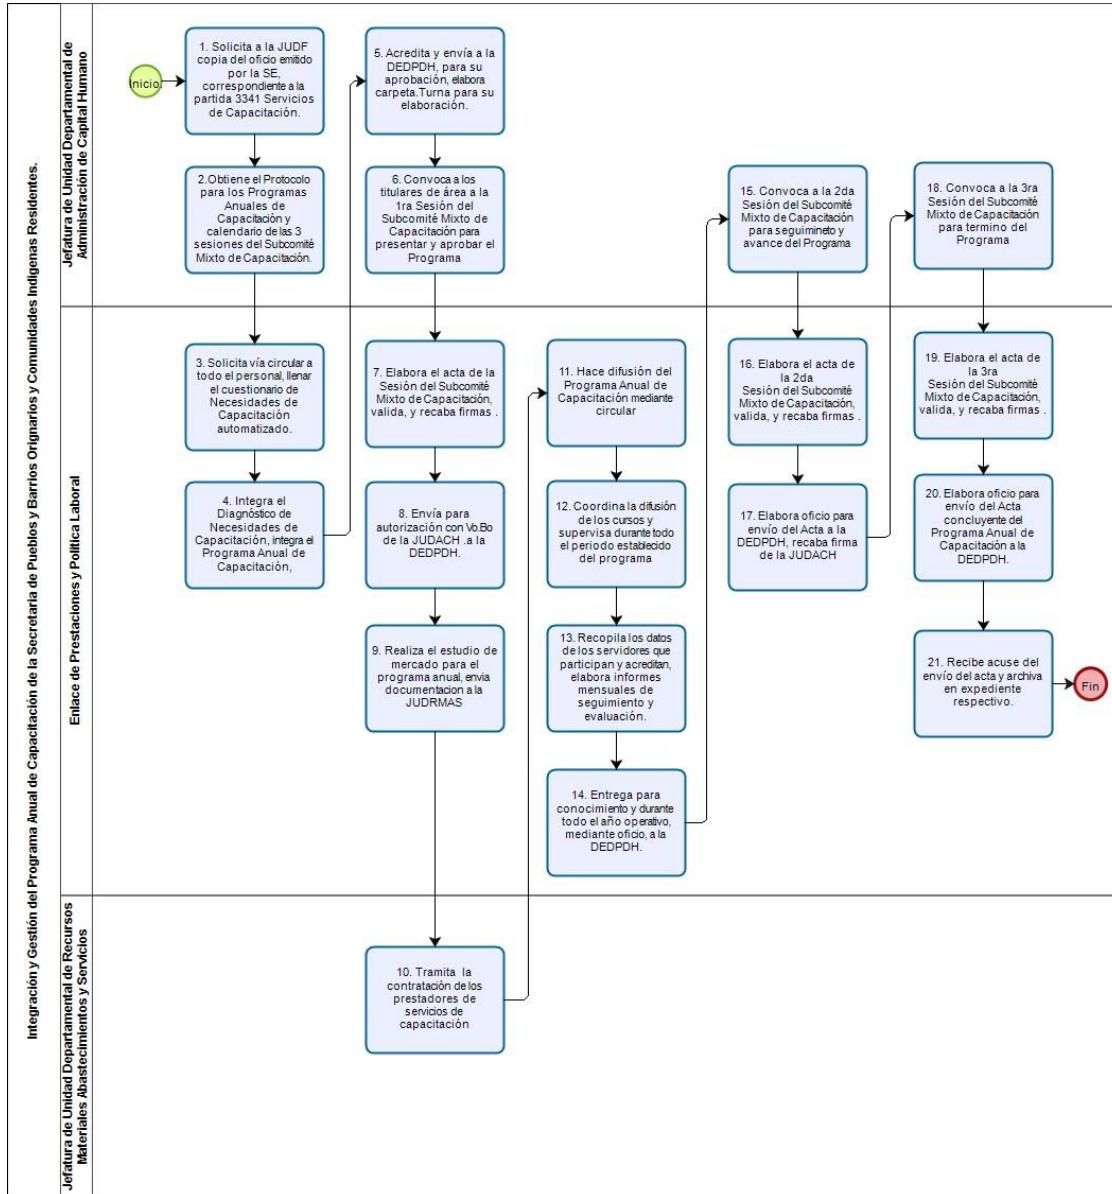 Integración y Gestión del Programa Anual de Capacitación de la Secretaria de Pueblos y Barrios Orignarios y Comunidades Indígenas Residentes.
Jefatura de Unidad Departamental de
Administración de Capital Humano
Inicio
1. Solicita a la JUDF
copia del oficio emitido
por la SE,
correspondiente a la
partida 3341 Servicios
de Capacitación.
2.Obtiene el Protocolo
para los Programas
Anuales de
Capacitación y
calendario de las 3
sesiones del Subcomité
Mixto de Capacitación.
5. Acredita y envía a la
DEDPDH, para su
aprobación, elabora
carpeta.Turna para su
elaboración.
6. Convoca a los
titulares de área a la
1ra Sesión del
Subcomité Mixto de
Capacitación para
presentar y aprobar el
Programa
15. Convoca a la 2da
Sesión del Subcomité
Mixto de Capacitación
para seguimineto y
avance del Programa
18. Convoca a la 3ra
Sesión del Subcomité
Mixto de Capacitación
para termino del
Programa
Enlace de Prestaciones y Política Laboral
3. Solicita vía circular a
todo el personal, llenar
el cuestionario de
Necesidades de
Capacitación
automatizado.
4. Integra el
Diagnóstico de
Necesidades de
Capacitación, integra el
Programa Anual de
Capacitación,
7. Elabora el acta de la
Sesión del Subcomité
Mixto de Capacitación,
valida, y recaba firmas .
8. Envía para
autorización con Vo.Bo
de la JUDACH .a la
DEDPDH.
9. Realiza el estudio de
mercado para el
programa anual, envia
documentacion a la
JUDRMAS
11. Hace difusión del
Programa Anual de
Capacitación mediante
circular
12. Coordina la difusión
de los cursos y
supervisa durante todo
el periodo establecido
del programa
13. Recopila los datos
de los servidores que
participan y acreditan,
elabora informes
mensuales de
seguimiento y
evaluación.
14. Entrega para
conocimiento y durante
todo el año operativo,
mediante oficio, a la
DEDPDH.
16. Elabora el acta de
la 2da
Sesión del Subcomité
Mixto de Capacitación,
valida, y recaba firmas .
17. Elabora oficio para
envío del Acta a la
DEDPDH, recaba firma
de la JUDACH
19. Elabora el acta de
la 3ra
Sesión del Subcomité
Mixto de Capacitación,
valida, y recaba firmas .
20. Elabora oficio para
envío del Acta
concluyente del
Programa Anual de
Capacitación a la
DEDPDH.
21. Recibe acuse del
envío del acta y archiva
en expediente
respectivo.
Fin
Jefatura de Unidad Departamental de Recursos
Materiales Abastecimientos y Servicios
10. Tramita la
contratación de los
prestadores de
servicios de
capacitación